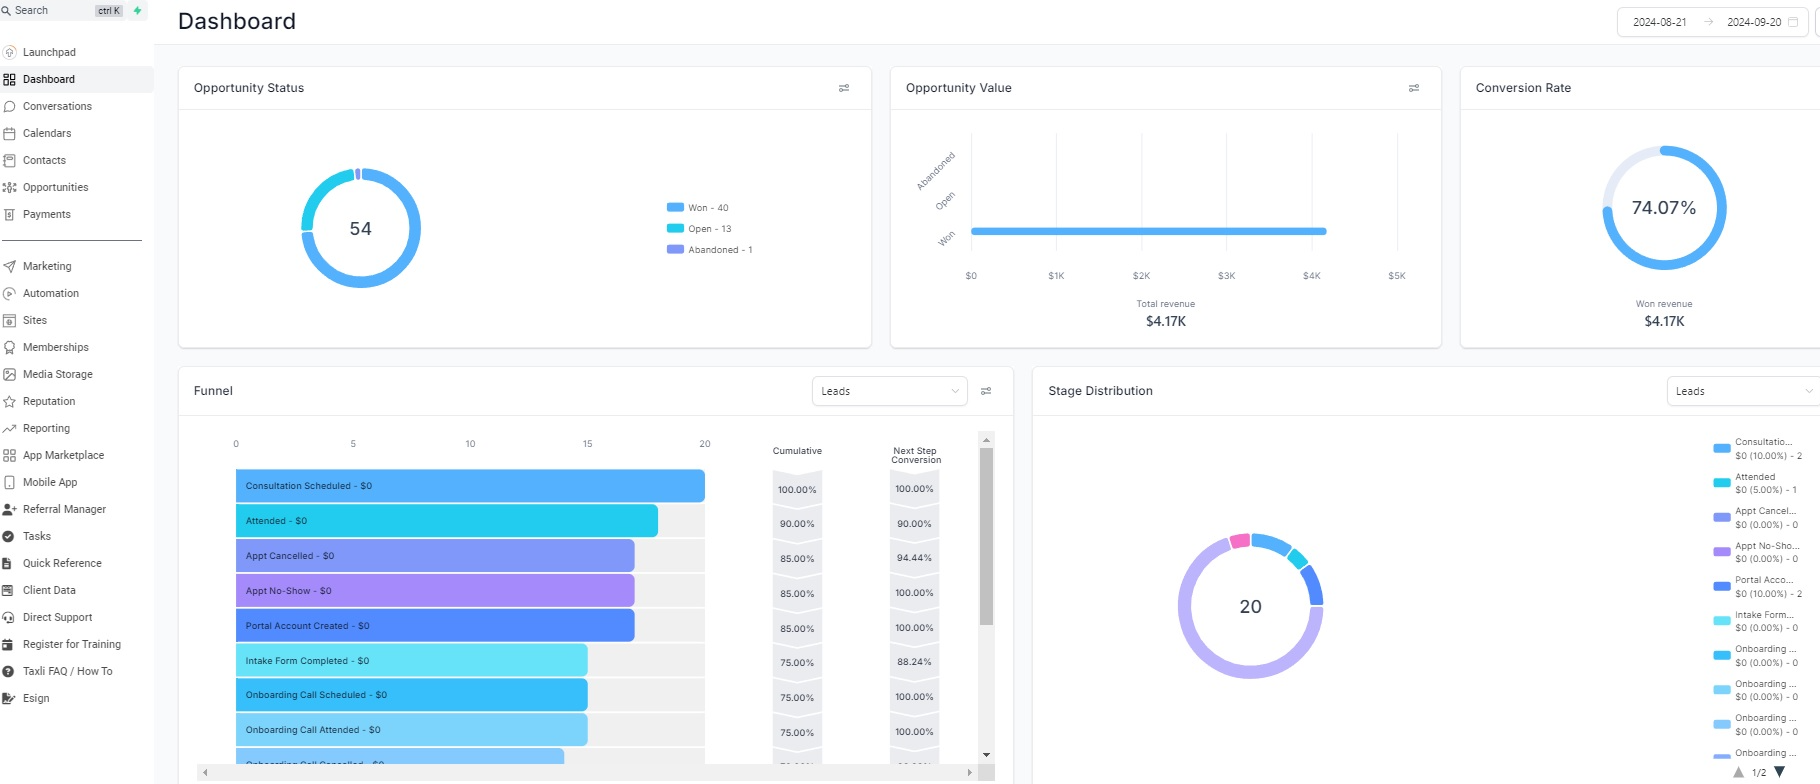 Search
ctrl K
Launchpad
Dashboard
Conversations
Calendars
Contacts
Opportunities
Payments
Marketing
Automation
Sites
Memberships
Media Storage
Reputation
Reporting
App Marketplace
Mobile App
Referral Manager
Tasks
Quick Reference
Client Data
Direct Support
Register for Training
Taxli FAQ / How To
Esign
Dashboard
2024-08-21
2024-09-20
Opportunity Status
54
Won - 40
Open - 13
Abandoned - 1
Opportunity Value
Abandoned
Open
Won
$0 $1K $2K $3K $4K $5K
Total revenue
$4.17K
Conversion Rate
74.07%
Won revenue
$4.17K
Funnel
Leads
0 5 10 15 20
Cumulative
Next Step
Conversion
Consultation Scheduled - $0 100.00% 100.00%
Attended - $0 90.00% 90.00%
Appt Cancelled - $0 85.00% 94.44%
Appt No-Show - $0 85.00% 100.00%
Portal Account Created - $0 85.00% 100.00%
Intake Form Completed - $0 75.00% 88.24%
Onboarding Call Scheduled - $0 75.00% 100.00%
Onboarding Call Attended - $0 75.00% 100.00%
Onboarding Call Cancelled - $0
Stage Distribution
Leads
20
Consultatio...
$0 (10.00%) - 2
Attended
$0 (5.00%) - 1
Appt Cancel...
$0 (0.00%) - 0
Appt No-Sho...
$0 (0.00%) - 0
Portal Acco...
$0 (10.00%) - 2
Intake Form...
$0 (0.00%) - 0
Onboarding ...
$0 (0.00%) - 0
Onboarding ...
$0 (0.00%) - 0
Onboarding ...
$0 (0.00%) - 0
Onboarding ...
1/2